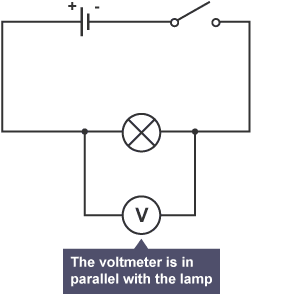 + -
V
The voltmeter is in
parallel with the lamp